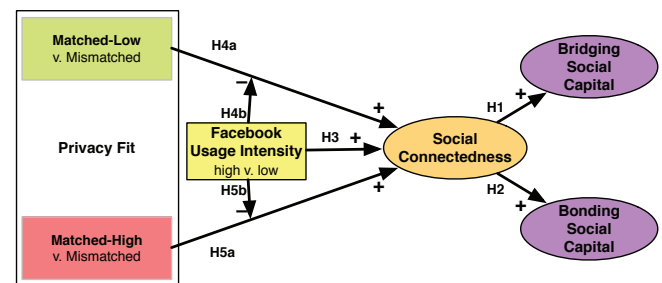 Matched-Low
v. Mismatched
Privacy Fit
Matched-High
v. Mismatched
H4a
–
H4b
Facebook
Usage Intensity
high v. low
H5b
–
H5a
H3
+
+
+
Social
Connectedness
H1
+
H2
+
Bridging
Social
Capital
Bonding
Social
Capital